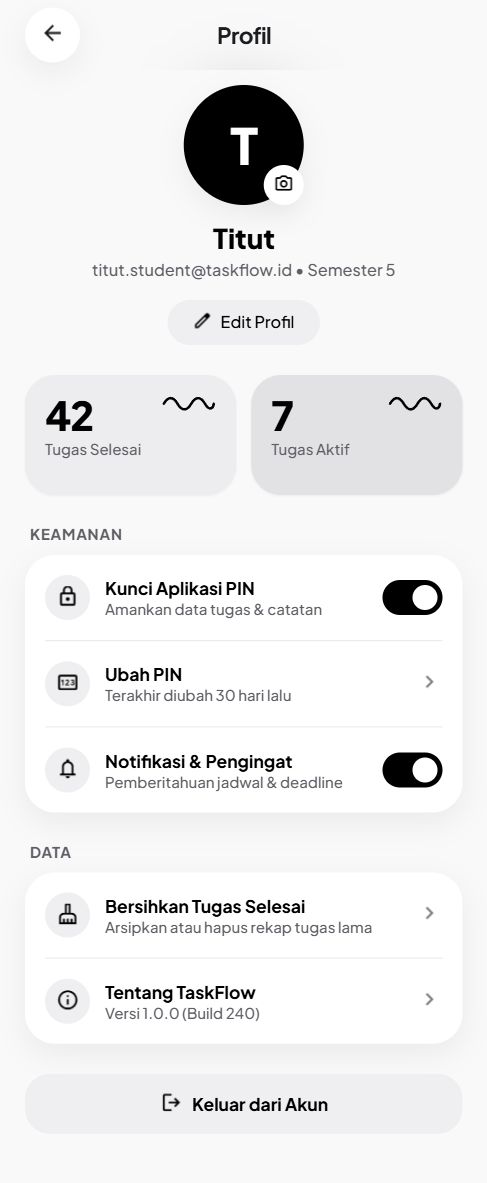 Profil
T
Titut
titut.student@taskflow.id • Semester 5
Edit Profil
42
Tugas Selesai
7
Tugas Aktif
KEAMANAN
Kunci Aplikasi PIN
Amankan data tugas & catatan
123
Ubah PIN
Terakhir diubah 30 hari lalu
Notifikasi & Pengingat
Pemberitahuan jadwal & deadline
DATA
Bersihkan Tugas Selesai
Arsipkan atau hapus rekap tugas lama
Tentang TaskFlow
Versi 1.0.0 (Build 240)
Keluar dari Akun